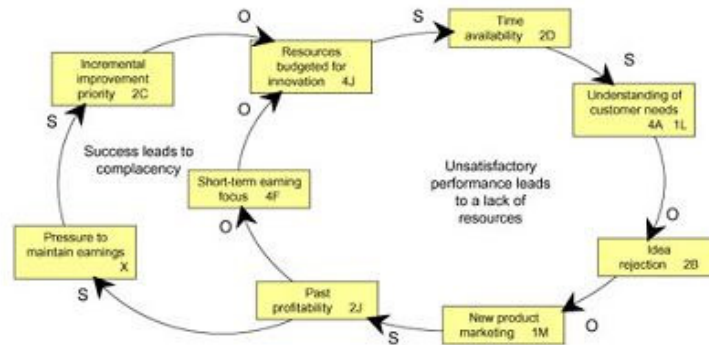 O
S
Time
availability 2D
Incremental
improvement
priority 2C
Resources
budgeted for
innovation 4J
S
Understanding of
customer needs
4A 1L
S
O
Success leads to
complacency
Short-term earning
focus 4F
Unsatisfactory
performance leads
to a lack of
resources
O
O
Pressure to
maintain earnings
X
Idea
rejection 2B
S
Past
profitability 2J
S
New product
marketing 1M
O